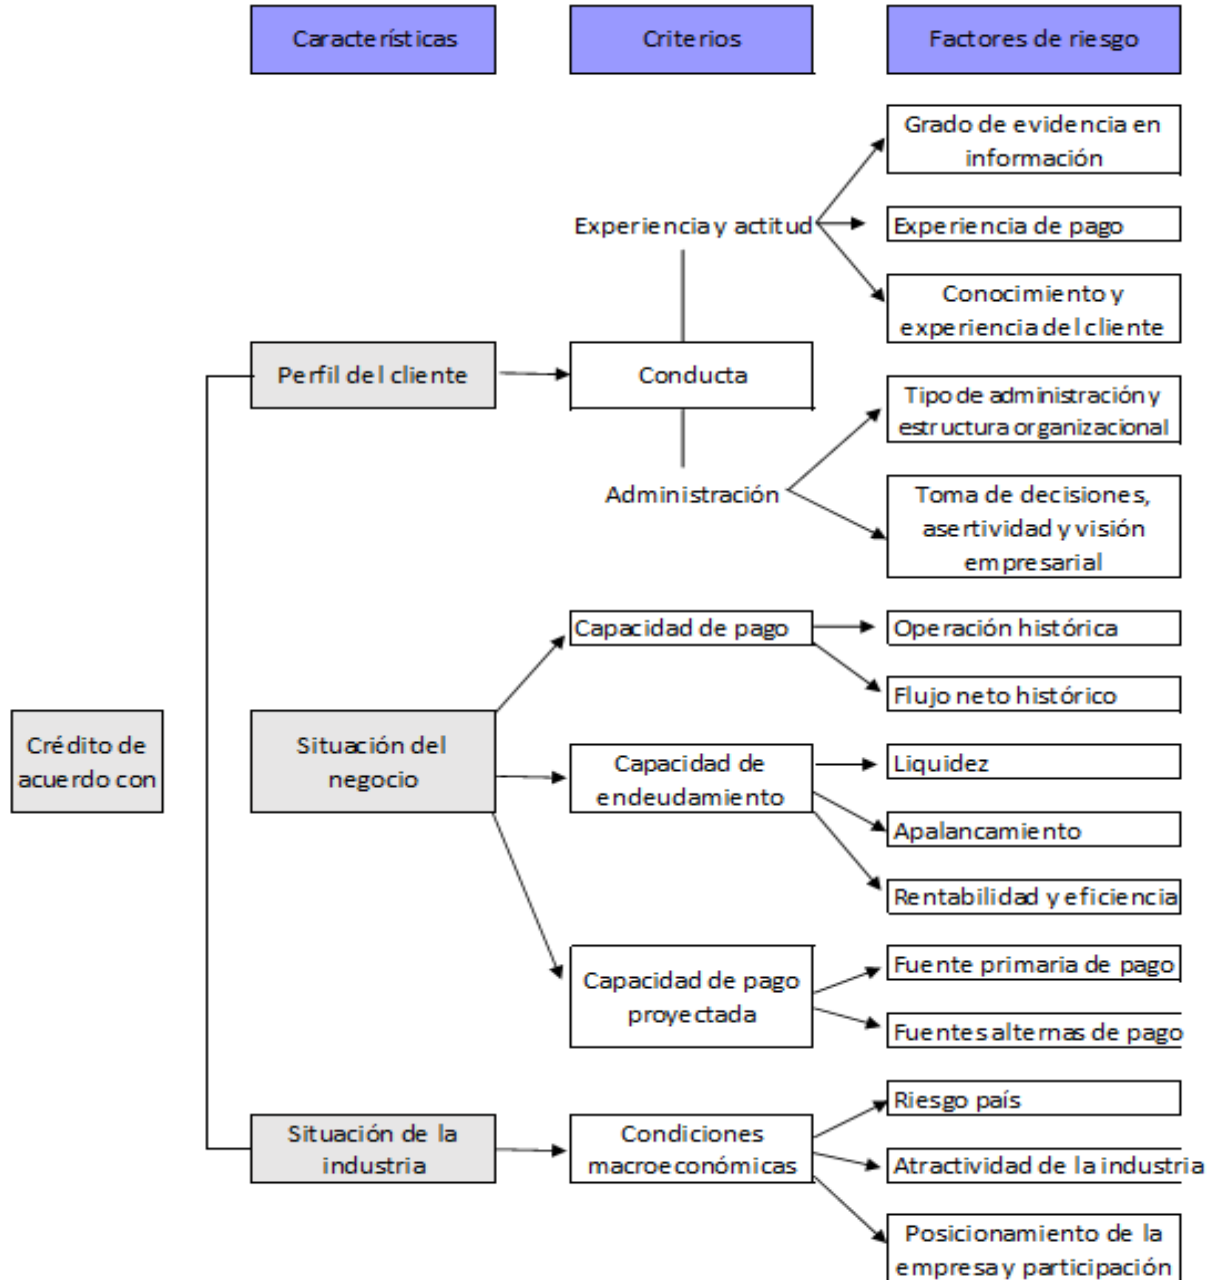 Características
Criterios
Factores de riesgo
Grado de evidencia en
información
Experiencia y actitud
Experiencia de pago
Conocimiento y
experiencia del cliente
Perfil del cliente
Conducta
Tipo de administración y
estructura organizacional
Administración
Toma de decisiones,
asertividad y visión
empresarial
Capacidad de pago
Operación histórica
Flujo neto histórico
Crédito de
acuerdo con
Situación del
negocio
Capacidad de
endeudamiento
Liquidez
Apalancamiento
Rentabilidad y eficiencia
Capacidad de pago
proyectada
Fuente primaria de pago
Fuentes alternas de pago
Situación de la
industria
Condiciones
macroeconómicas
Riesgo país
Atractividad de la industria
Posicionamiento de la
empresa y participación